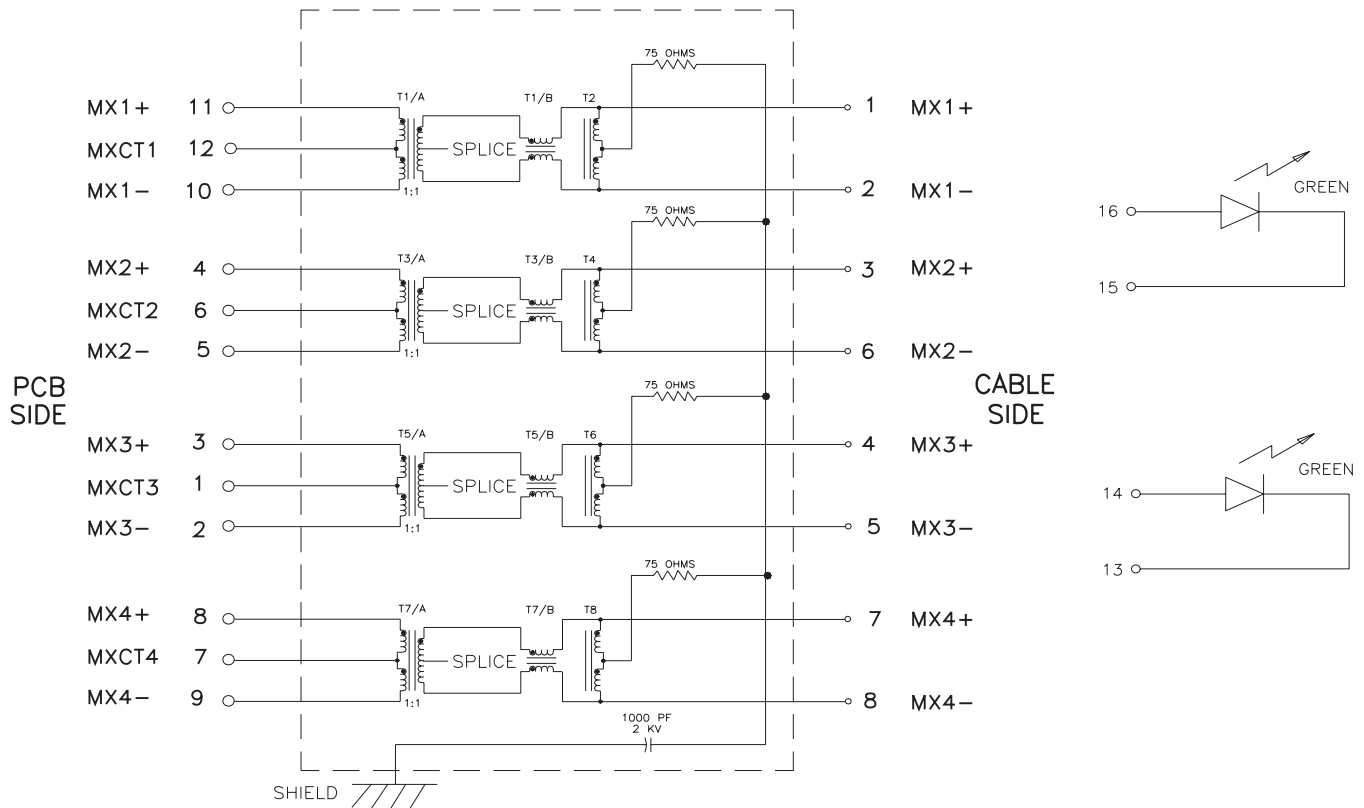 75 OHMS
MX1+ 11 T1/A T1/B T2 1 MX1+
MXCT1 12 SPLICE
MX1- 10 1:1 2 MX1-
GREEN
16
15
75 OHMS
MX2+ 4 T3/A T3/B T4 3 MX2+
MXCT2 6 SPLICE
MX2- 5 1:1 6 MX2-
PCB
SIDE
CABLE
SIDE
75 OHMS
MX3+ 3 T5/A T5/B T6 4 MX3+
MXCT3 1 SPLICE
MX3- 2 1:1 5 MX3-
GREEN
14
13
75 OHMS
MX4+ 8 T7/A T7/B T8 7 MX4+
MXCT4 7 SPLICE
MX4- 9 1:1 8 MX4-
1000 PF
2 KV
SHIELD